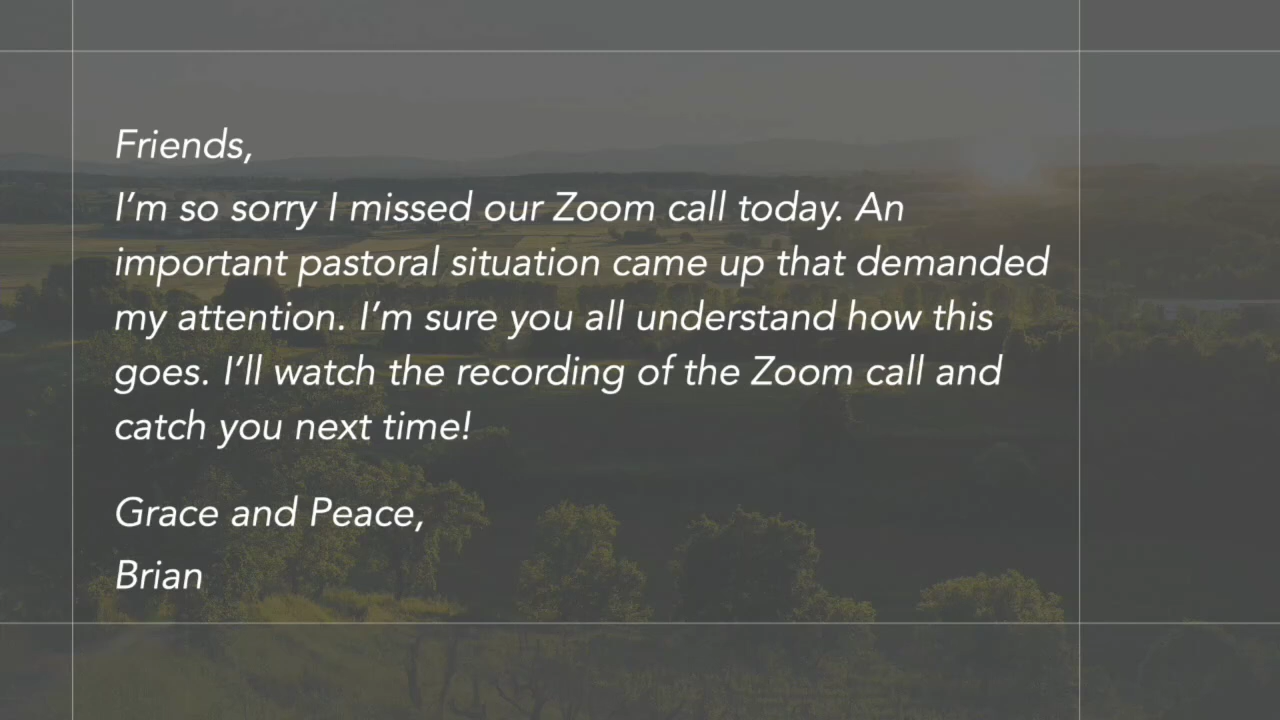 Friends,
I’m so sorry I missed our Zoom call today. An
important pastoral situation came up that demanded
my attention. I’m sure you all understand how this
goes. I’ll watch the recording of the Zoom call and
catch you next time!
Grace and Peace,
Brian